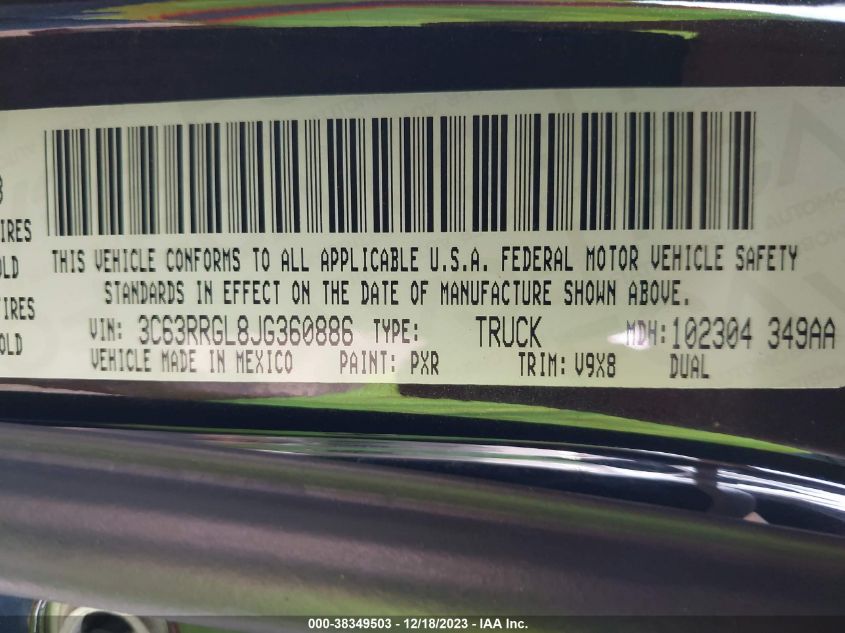 IRES
OLD
IRES
OLD
THIS VEHICLE CONFORMS TO ALL APPLICABLE U.S.A. FEDERAL MOTOR VEHICLE SAFETY
STANDARDS IN EFFECT ON THE DATE OF MANUFACTURE SHOWN ABOVE.
VIN: 3C63RRGL8JG360886 TYPE: TRUCK MDH:102304 349AA
VEHICLE MADE IN MEXICO PAINT: PXR TRIM: V9X8 DUAL
000-38349503 - 12/18/2023 - IAA Inc.